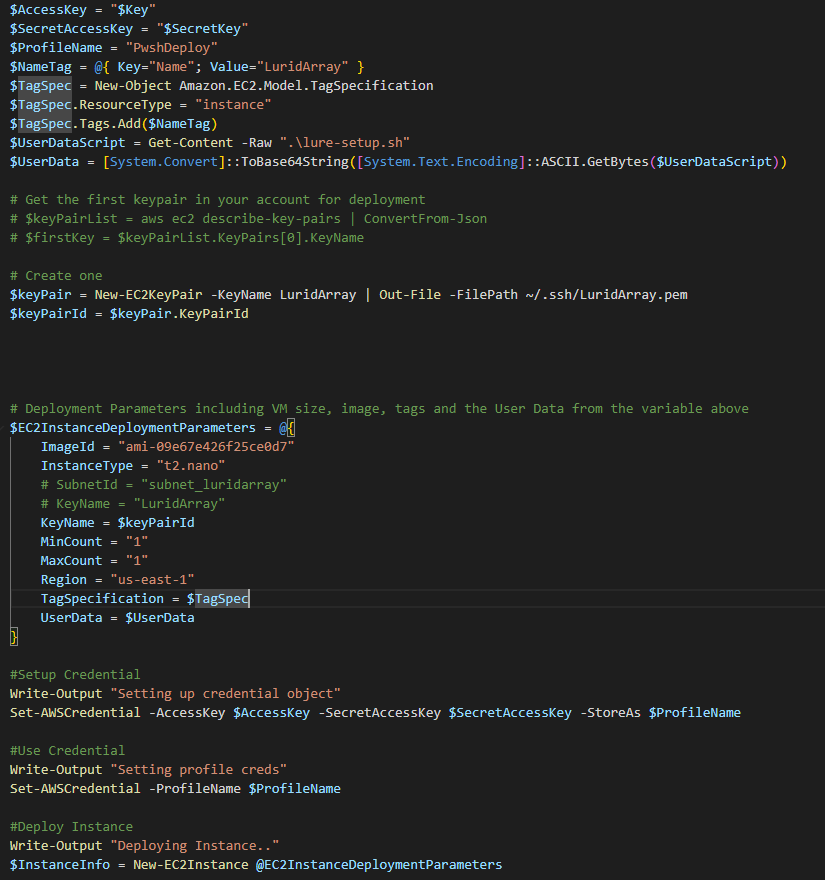 $AccessKey = "$Key"
$SecretAccessKey = "$SecretKey"
$ProfileName = "PwshDeploy"
$NameTag = @{ Key="Name"; Value="LuridArray" }
$TagSpec = New-Object Amazon.EC2.Model.TagSpecification
$TagSpec.ResourceType = "instance"
$TagSpec.Tags.Add($NameTag)
$UserDataScript = Get-Content -Raw ".\lure-setup.sh"
$UserData = [System.Convert]::ToBase64String([System.Text.Encoding]::ASCII.GetBytes($UserDataScript))
# Get the first keypair in your account for deployment
# $keyPairList = aws ec2 describe-key-pairs | ConvertFrom-Json
# $firstKey = $keyPairList.KeyPairs[0].KeyName
# Create one
$keyPair = New-EC2KeyPair -KeyName LuridArray | Out-File -FilePath ~/.ssh/LuridArray.pem
$keyPairId = $keyPair.KeyPairId
# Deployment Parameters including VM size, image, tags and the User Data from the variable above
$EC2InstanceDeploymentParameters = @{
    ImageId = "ami-09e67e426f25ce0d7"
    InstanceType = "t2.nano"
    # SubnetId = "subnet_luridarray"
    # KeyName = "LuridArray"
    KeyName = $keyPairId
    MinCount = "1"
    MaxCount = "1"
    Region = "us-east-1"
    TagSpecification = $TagSpec
    UserData = $UserData
}
#Setup Credential
Write-Output "Setting up credential object"
Set-AWSCredential -AccessKey $AccessKey -SecretAccessKey $SecretAccessKey -StoreAs $ProfileName
#Use Credential
Write-Output "Setting profile creds"
Set-AWSCredential -ProfileName $ProfileName
#Deploy Instance
Write-Output "Deploying Instance.."
$InstanceInfo = New-EC2Instance @EC2InstanceDeploymentParameters